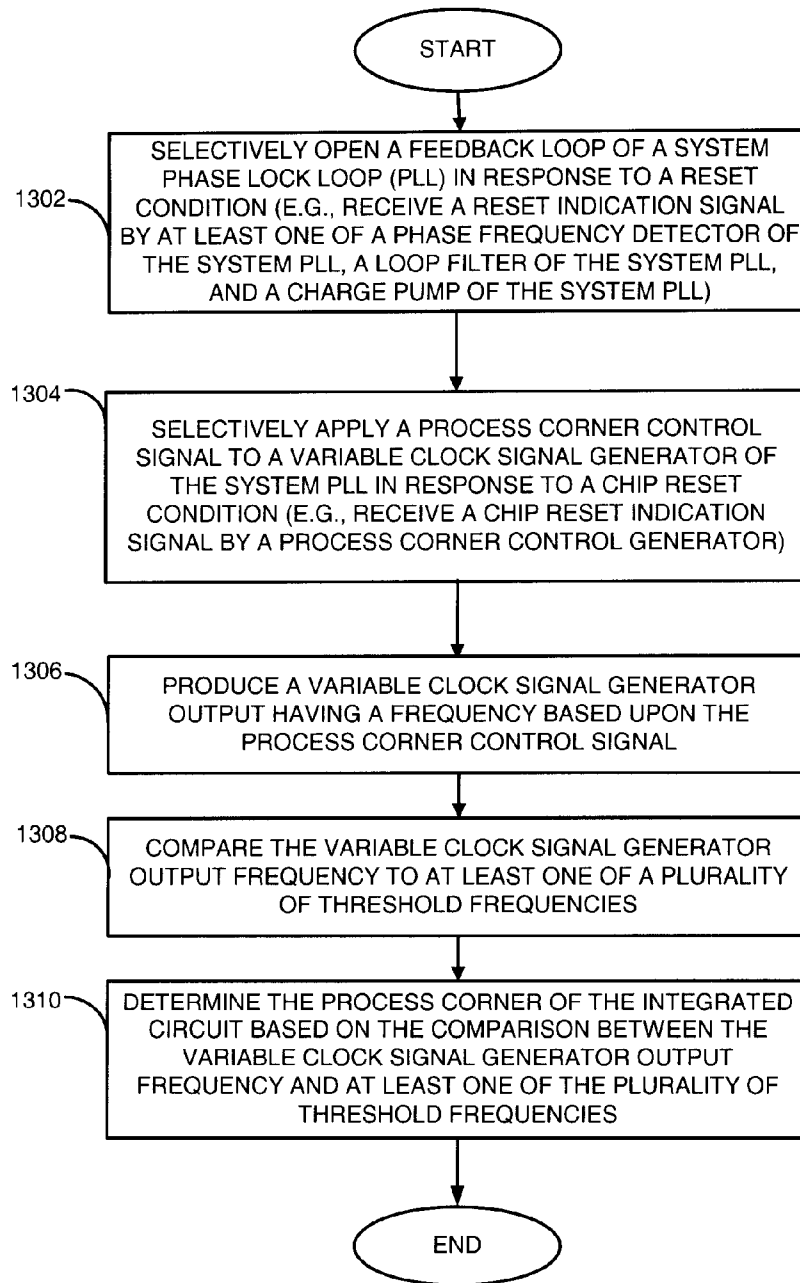 START
1302
SELECTIVELY OPEN A FEEDBACK LOOP OF A SYSTEM
PHASE LOCK LOOP (PLL) IN RESPONSE TO A RESET
CONDITION (E.G., RECEIVE A RESET INDICATION SIGNAL
BY AT LEAST ONE OF A PHASE FREQUENCY DETECTOR OF
THE SYSTEM PLL, A LOOP FILTER OF THE SYSTEM PLL,
AND A CHARGE PUMP OF THE SYSTEM PLL)
1304
SELECTIVELY APPLY A PROCESS CORNER CONTROL
SIGNAL TO A VARIABLE CLOCK SIGNAL GENERATOR OF
THE SYSTEM PLL IN RESPONSE TO A CHIP RESET
CONDITION (E.G., RECEIVE A CHIP RESET INDICATION
SIGNAL BY A PROCESS CORNER CONTROL GENERATOR)
1306
PRODUCE A VARIABLE CLOCK SIGNAL GENERATOR
OUTPUT HAVING A FREQUENCY BASED UPON THE
PROCESS CORNER CONTROL SIGNAL
1308
COMPARE THE VARIABLE CLOCK SIGNAL GENERATOR
OUTPUT FREQUENCY TO AT LEAST ONE OF A PLURALITY
OF THRESHOLD FREQUENCIES
1310
DETERMINE THE PROCESS CORNER OF THE INTEGRATED
CIRCUIT BASED ON THE COMPARISON BETWEEN THE
VARIABLE CLOCK SIGNAL GENERATOR OUTPUT
FREQUENCY AND AT LEAST ONE OF THE PLURALITY OF
THRESHOLD FREQUENCIES
END